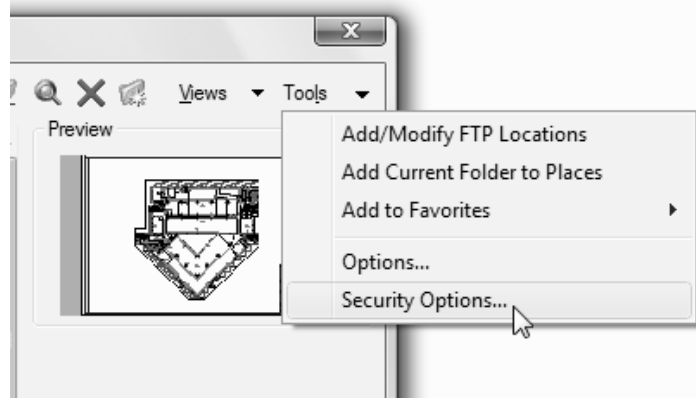 Views Tools
Preview
Add/Modify FTP Locations
Add Current Folder to Places
Add to Favorites
Options...
Security Options...